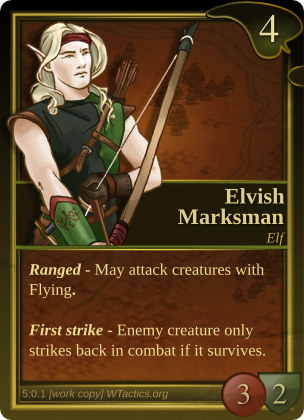 4
Elvish
Marksman
Elf
Ranged - May attack creatures with
Flying.
First strike - Enemy creature only
strikes back in combat if it survives.
5:0.1 [work copy] WTactics.org
3
2